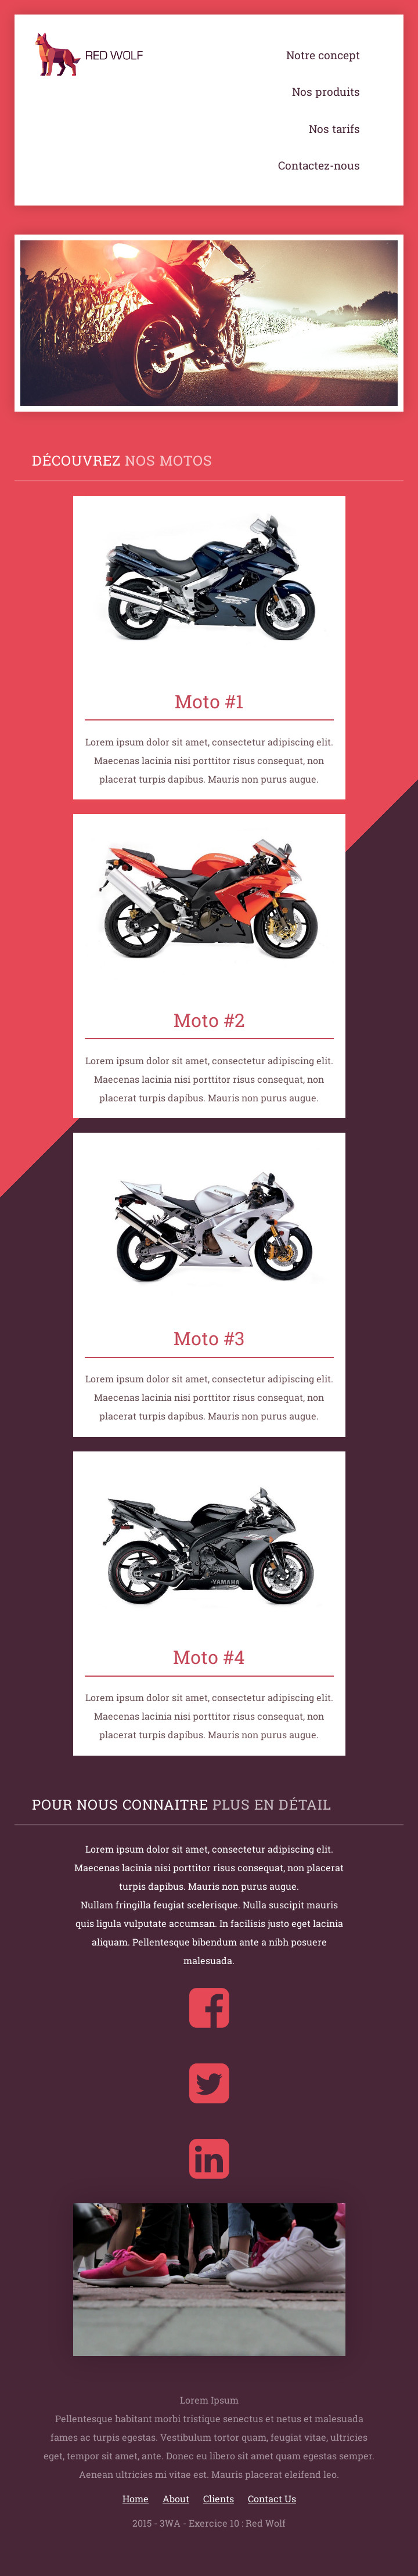 RED WOLF
Notre concept
Nos produits
Nos tarifs
Contactez-nous
DÉCOUVREZ NOS MOTOS
Moto #1
Lorem ipsum dolor sit amet, consectetur adipiscing elit.
Maecenas lacinia nisi porttitor risus consequat, non
placerat turpis dapibus. Mauris non purus augue.
Moto #2
Lorem ipsum dolor sit amet, consectetur adipiscing elit.
Maecenas lacinia nisi porttitor risus consequat, non
placerat turpis dapibus. Mauris non purus augue.
Moto #3
Lorem ipsum dolor sit amet, consectetur adipiscing elit.
Maecenas lacinia nisi porttitor risus consequat, non
placerat turpis dapibus. Mauris non purus augue.
YAMAHA
Moto #4
Lorem ipsum dolor sit amet, consectetur adipiscing elit.
Maecenas lacinia nisi porttitor risus consequat, non
placerat turpis dapibus. Mauris non purus augue.
POUR NOUS CONNAITRE PLUS EN DÉTAIL
Lorem ipsum dolor sit amet, consectetur adipiscing elit.
Maecenas lacinia nisi porttitor risus consequat, non placerat
turpis dapibus. Mauris non purus augue.
Nullam fringilla feugiat scelerisque. Nulla suscipit mauris
quis ligula vulputate accumsan. In facilisis justo eget lacinia
aliquam. Pellentesque bibendum ante a nibh posuere
malesuada.
Lorem Ipsum
Pellentesque habitant morbi tristique senectus et netus et malesuada
fames ac turpis egestas. Vestibulum tortor quam, feugiat vitae, ultricies
eget, tempor sit amet, ante. Donec eu libero sit amet quam egestas semper.
Aenean ultricies mi vitae est. Mauris placerat eleifend leo.
Home About Clients Contact Us
2015 - 3WA - Exercice 10 : Red Wolf